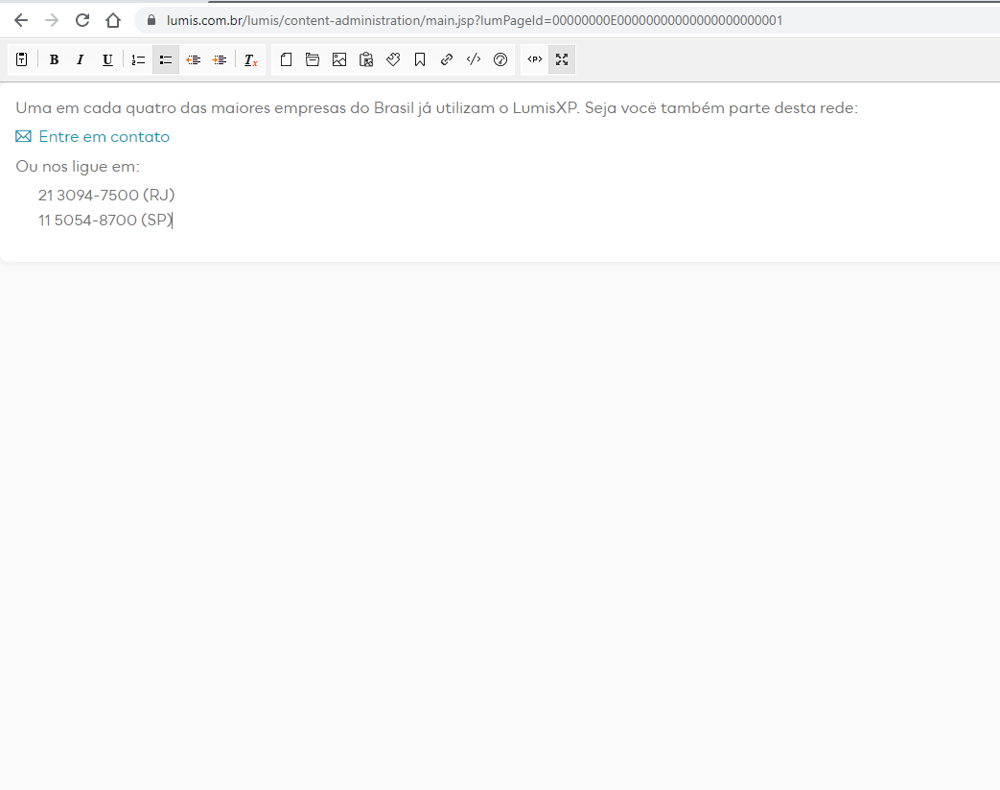 lumis.com.br/lumis/content-administration/main.jsp?lumPageId=00000000E00000000000000000000001
B I U Tx
Uma em cada quatro das maiores empresas do Brasil já utilizam o LumisXP. Seja você também parte desta rede:
Entre em contato
Ou nos ligue em:
21 3094-7500 (RJ)
11 5054-8700 (SP)